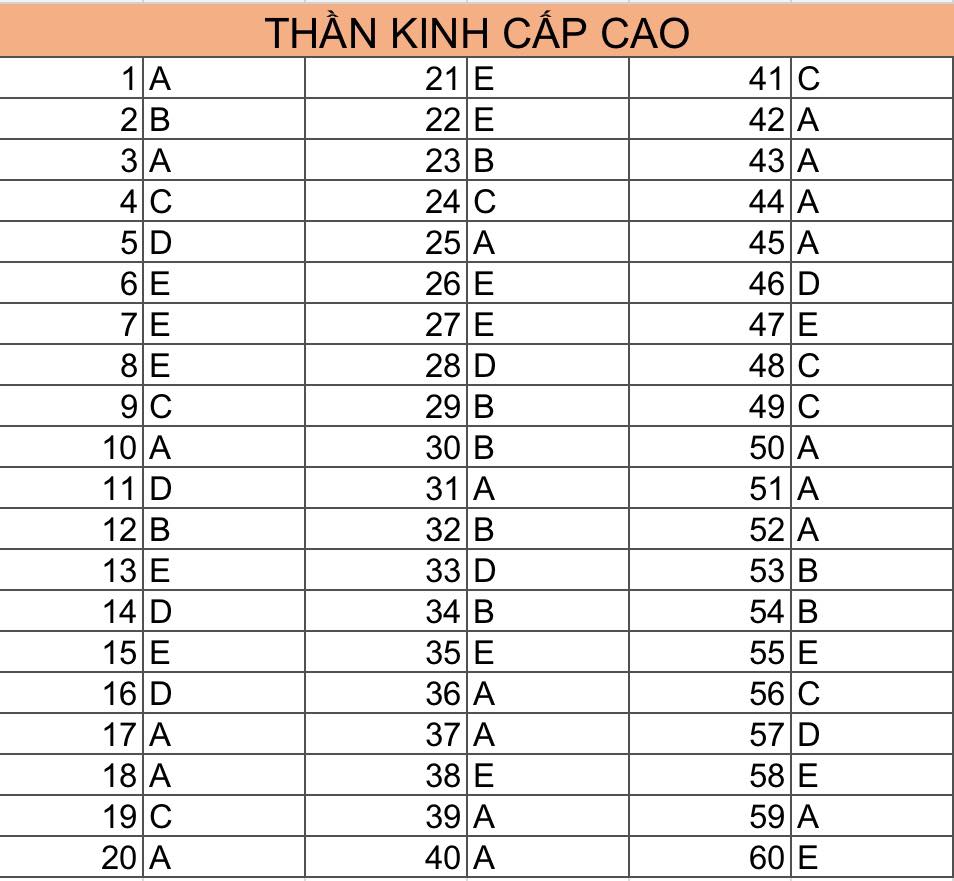 THẦN KINH CẤP CAO
1 A 21 E 41 C
2 B 22 E 42 A
3 A 23 B 43 A
4 C 24 C 44 A
5 D 25 A 45 A
6 E 26 E 46 D
7 E 27 E 47 E
8 E 28 D 48 C
9 C 29 B 49 C
10 A 30 B 50 A
11 D 31 A 51 A
12 B 32 B 52 A
13 E 33 D 53 B
14 D 34 B 54 B
15 E 35 E 55 E
16 D 36 A 56 C
17 A 37 A 57 D
18 A 38 E 58 E
19 C 39 A 59 A
20 A 40 A 60 E